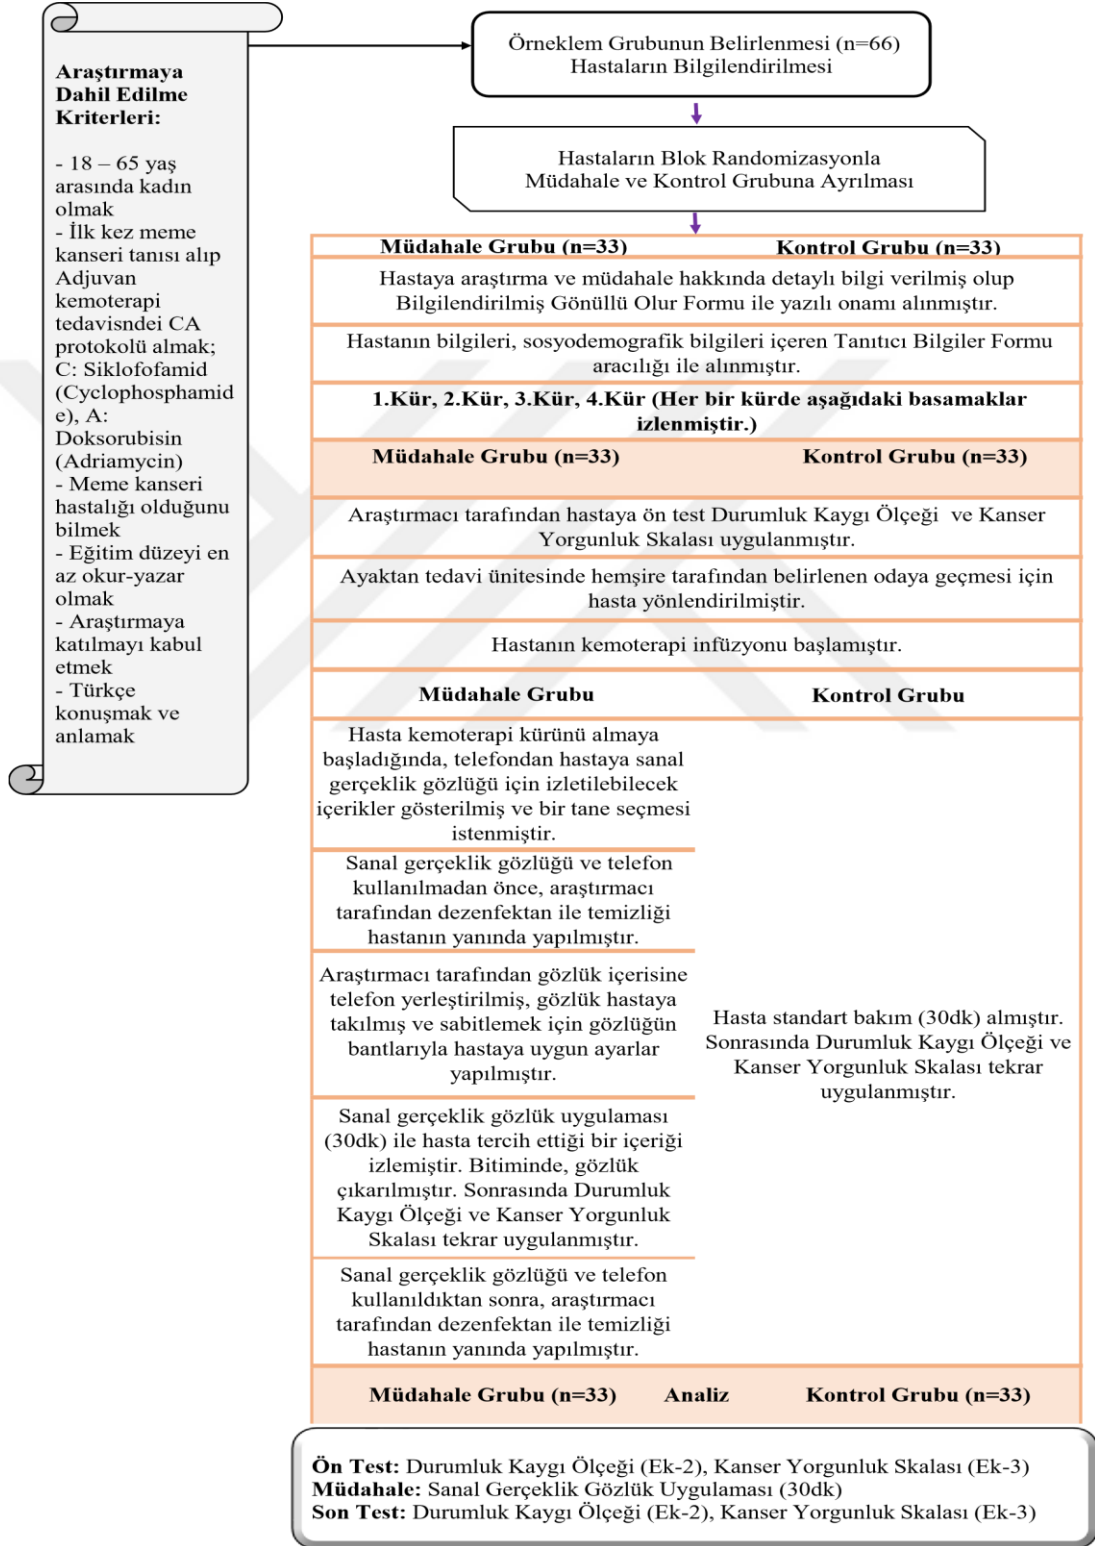 Araştırmaya
Dahil Edilme
Kriterleri:
- 18 – 65 yaş
arasında kadın
olmak
- İlk kez meme
kanseri tanısı alıp
Adjuvan
kemoterapi
tedavisndei CA
protokolü almak;
C: Siklofofamid
(Cyclophosphamid
e), A:
Doksorubisin
(Adriamycin)
- Meme kanseri
hastalığı olduğunu
bilmek
- Eğitim düzeyi en
az okur-yazar
olmak
- Araştırmaya
katılmayı kabul
etmek
- Türkçe
konuşmak ve
anlamak
Örneklem Grubunun Belirlenmesi (n=66)
Hastaların Bilgilendirilmesi
Hastaların Blok Randomizasyonla
Müdahale ve Kontrol Grubuna Ayrılması
Müdahale Grubu (n=33) Kontrol Grubu (n=33)
Hastaya araştırma ve müdahale hakkında detaylı bilgi verilmiş olup
Bilgilendirilmiş Gönüllü Olur Formu ile yazılı onamı alınmıştır.
Hastanın bilgileri, sosyodemografik bilgileri içeren Tanıtıcı Bilgiler Formu
aracılığı ile alınmıştır.
1.Kür, 2.Kür, 3.Kür, 4.Kür (Her bir kürde aşağıdaki basamaklar
izlenmiştir.)
Müdahale Grubu (n=33) Kontrol Grubu (n=33)
Araştırmacı tarafından hastaya ön test Durumluk Kaygı Ölçeği ve Kanser
Yorgunluk Skalası uygulanmıştır.
Ayaktan tedavi ünitesinde hemşire tarafından belirlenen odaya geçmesi için
hasta yönlendirilmiştir.
Hastanın kemoterapi infüzyonu başlamıştır.
Müdahale Grubu Kontrol Grubu
Hasta kemoterapi kürünü almaya
başladığında, telefondan hastaya sanal
gerçeklik gözlüğü için izletilebilecek
içerikler gösterilmiş ve bir tane seçmesi
istenmiştir.
Sanal gerçeklik gözlüğü ve telefon
kullanılmadan önce, araştırmacı
tarafından dezenfektan ile temizliği
hastanın yanında yapılmıştır.
Araştırmacı tarafından gözlük içerisine
telefon yerleştirilmiş, gözlük hastaya
takılmış ve sabitlemek için gözlüğün
bantlarıyla hastaya uygun ayarlar
yapılmıştır.
Sanal gerçeklik gözlük uygulaması
(30dk) ile hasta tercih ettiği bir içeriği
izlemiştir. Bitiminde, gözlük
çıkarılmıştır. Sonrasında Durumluk
Kaygı Ölçeği ve Kanser Yorgunluk
Skalası tekrar uygulanmıştır.
Sanal gerçeklik gözlüğü ve telefon
kullanıldıktan sonra, araştırmacı
tarafından dezenfektan ile temizliği
hastanın yanında yapılmıştır.
Hasta standart bakım (30dk) almıştır.
Sonrasında Durumluk Kaygı Ölçeği ve
Kanser Yorgunluk Skalası tekrar
uygulanmıştır.
Müdahale Grubu (n=33) Analiz Kontrol Grubu (n=33)
Ön Test: Durumluk Kaygı Ölçeği (Ek-2), Kanser Yorgunluk Skalası (Ek-3)
Müdahale: Sanal Gerçeklik Gözlük Uygulaması (30dk)
Son Test: Durumluk Kaygı Ölçeği (Ek-2), Kanser Yorgunluk Skalası (Ek-3)